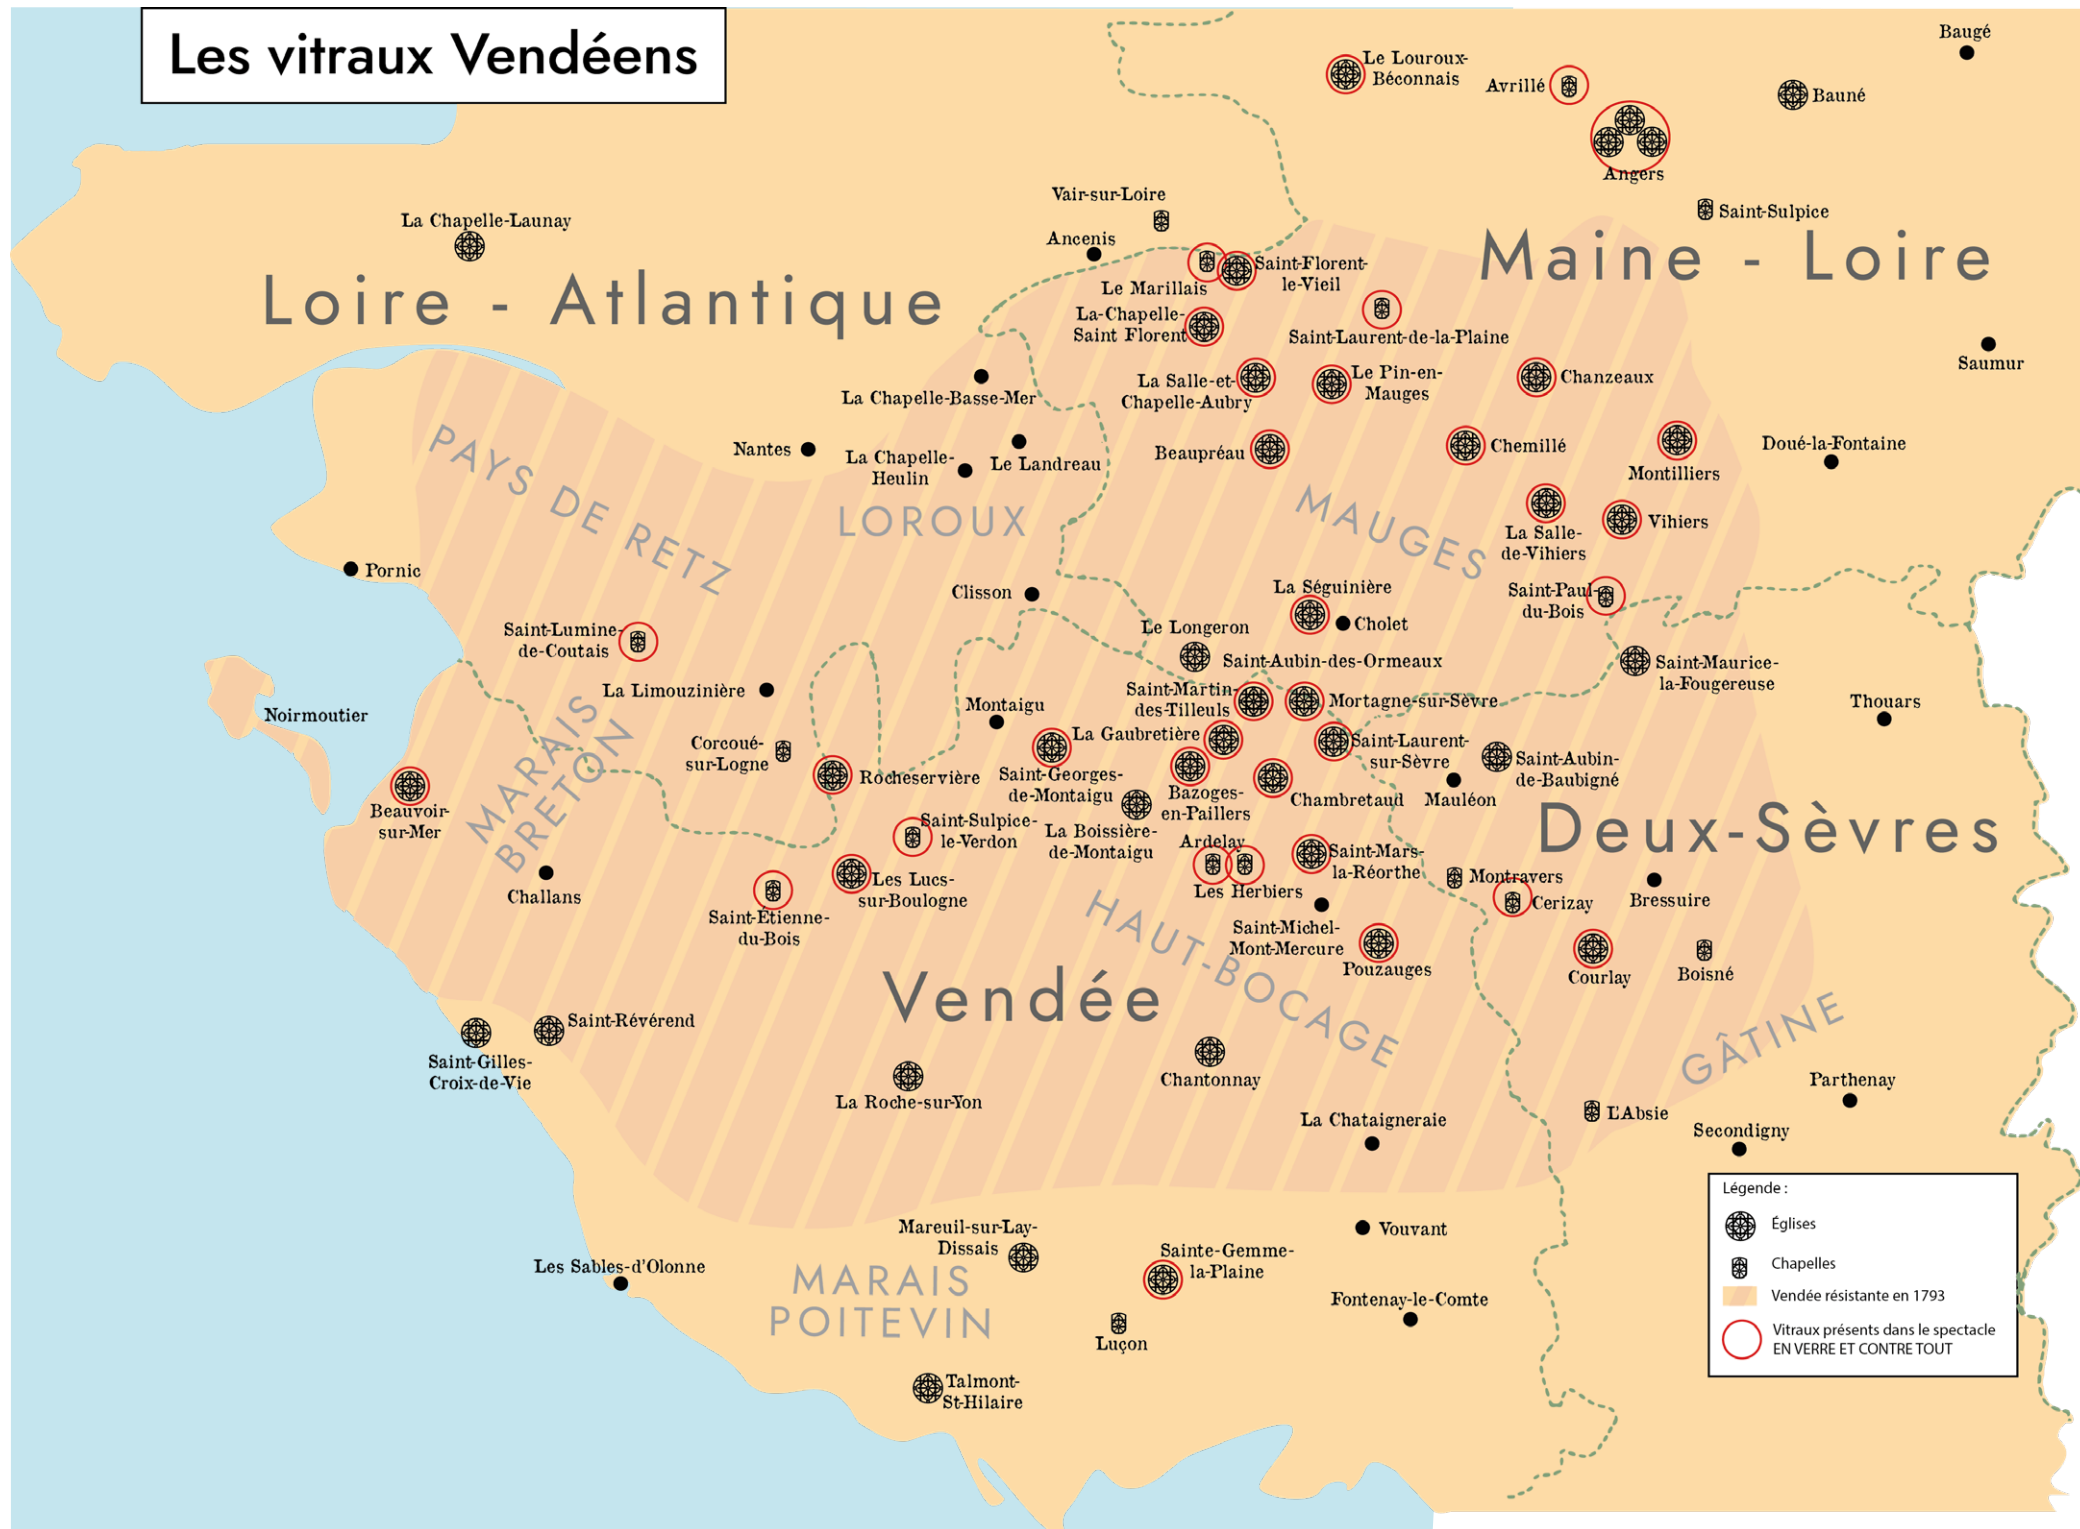 Les vitraux Vendéens
Baugé
Le Louroux-
Béconnais
Avrillé
Bauné
Angers
Vair-sur-Loire
La Chapelle-Launay
Saint-Sulpice
Ancenis
Maine - Loire
Loire - Atlantique
Saint-Florent-
le-Vieil
Le Marillais
La-Chapelle-
Saint Florent
Saint-Laurent-de-la-Plaine
Saumur
La Salle-et-
Chapelle-Aubry
Le Pin-en-
Mauges
Chanzeaux
La Chapelle-Basse-Mer
Nantes
La Chapelle-
Heulin
Le Landreau
Beaupréau
Chemillé
Montilliers
Doué-la-Fontaine
PAYS DE RETZ
LOROUX
MAUGES
La Salle-
de-Vihiers
Vihiers
Pornic
Clisson
La Séguinière
Cholet
Saint-Paul-
du-Bois
Saint-Lumine-
de-Coutais
Le Longeron
Saint-Aubin-des-Ormeaux
Saint-Maurice-
la-Fougereuse
La Limouzinière
Saint-Martin-
des-Tilleuls
Mortagne-sur-Sèvre
Thouars
Noirmoutier
MARAIS
BRETON
Montaigu
La Gaubretière
Saint-Laurent-
sur-Sèvre
Corcoué-
sur-Logne
Rocheservière
Saint-Georges-
de-Montaigu
Saint-Aubin-
de-Baubigné
Beauvoir-
sur-Mer
Bazoges-
en-Paillers
Chambretaud
Mauléon
Saint-Sulpice-
le-Verdon
La Boissière-
de-Montaigu
Deux-Sèvres
Ardelay
Les Herbiers
Saint-Mars-
la-Réorthe
Challans
Les Lucs-
sur-Boulogne
Montravers
Cerizay
Bressuire
Saint-Étienne-
du-Bois
HAUT-BOCAGE
Saint-Michel-
Mont-Mercure
Pouzauges
Courlay
Boisné
Vendée
GÂTINE
Saint-Révérend
Saint-Gilles-
Croix-de-Vie
La Roche-sur-Yon
Chantonnay
Parthenay
L'Absie
La Chataigneraie
Secondigny
Mareuil-sur-Lay-
Dissais
Vouvant
Sainte-Gemme-
la-Plaine
Les Sables-d'Olonne
MARAIS
POITEVIN
Fontenay-le-Comte
Luçon
Talmont-
St-Hilaire
Légende :
Églises
Chapelles
Vendée résistante en 1793
Vitraux présents dans le spectacle
EN VERRE ET CONTRE TOUT